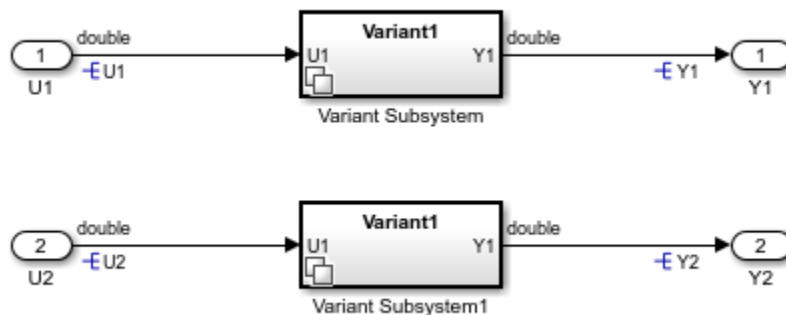 double
Variant1
double
1
U1
Y1
1
U1
U1
Y1
Y1
Variant Subsystem
double
Variant1
double
2
U1
Y1
2
U2
U2
Y2
Y2
Variant Subsystem1